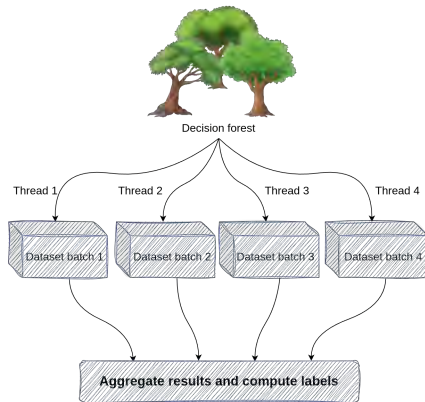 Decision forest
Thread 1
Thread 2
Thread 3
Thread 4
Dataset batch 1
Dataset batch 2
Dataset batch 3
Dataset batch 4
Aggregate results and compute labels